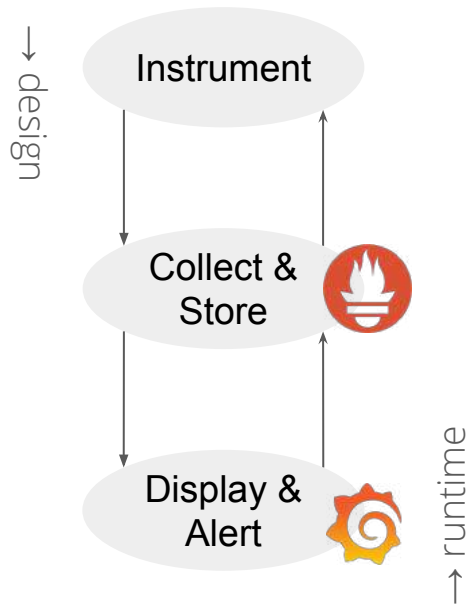 → design
Instrument
Collect &
Store
Display &
Alert
→ runtime